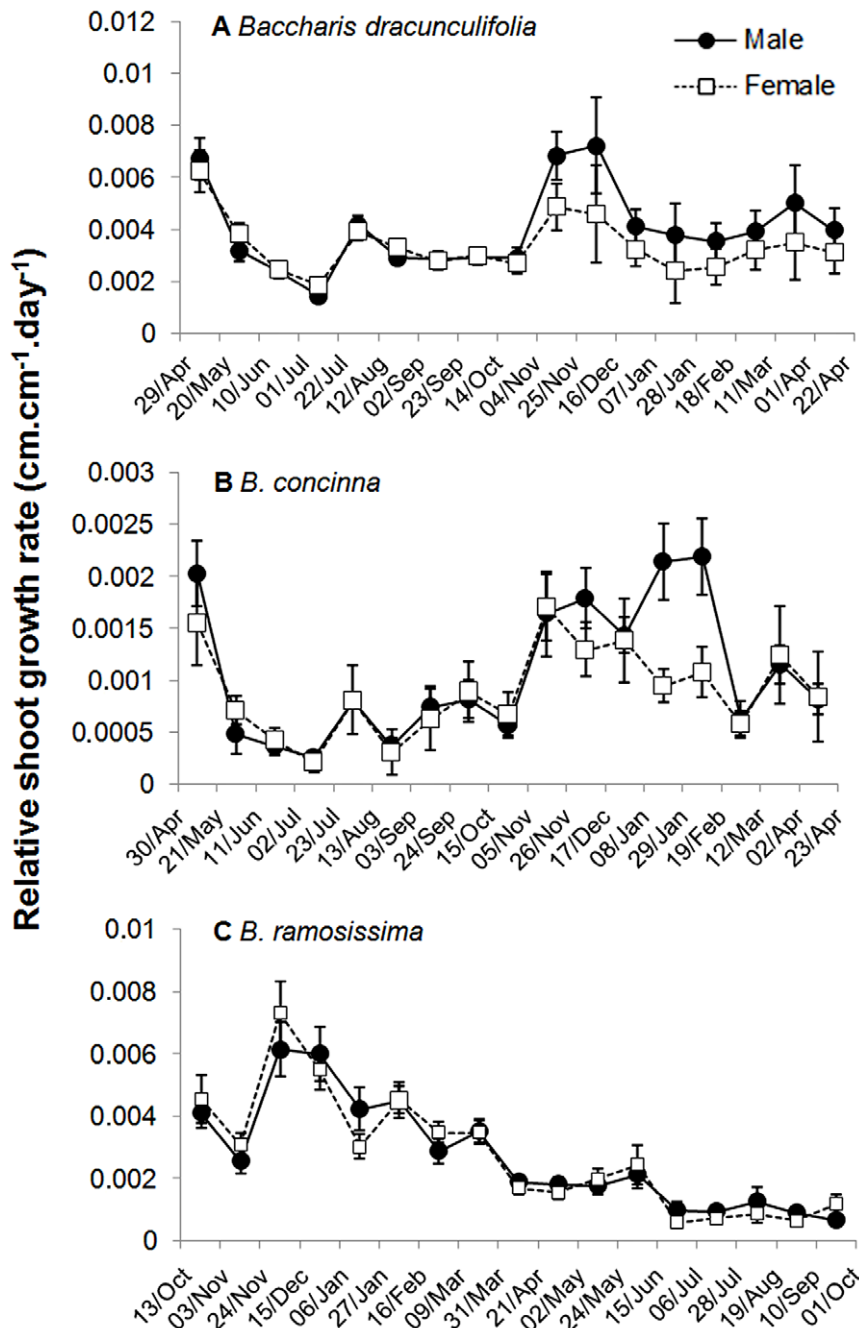 Relative shoot growth rate (cm.cm⁻¹.day⁻¹)
A Baccharis dracunculifolia
Male
Female
0.012
0.01
0.008
0.006
0.004
0.002
0
29/Apr 20/May 10/Jun 01/Jul 22/Jul 12/Aug 02/Sep 23/Sep 14/Oct 04/Nov 25/Nov 16/Dec 07/Jan 28/Jan 18/Feb 11/Mar 01/Apr 22/Apr
B B. concinna
0.003
0.0025
0.002
0.0015
0.001
0.0005
0
30/Apr 21/May 11/Jun 02/Jul 23/Jul 13/Aug 03/Sep 24/Sep 15/Oct 05/Nov 26/Nov 17/Dec 08/Jan 29/Jan 19/Feb 12/Mar 02/Apr 23/Apr
C B. ramosissima
0.01
0.008
0.006
0.004
0.002
0
13/Oct 03/Nov 24/Nov 15/Dec 06/Jan 27/Jan 16/Feb 09/Mar 31/Mar 21/Apr 02/May 24/May 15/Jun 06/Jul 28/Jul 19/Aug 10/Sep 01/Oct